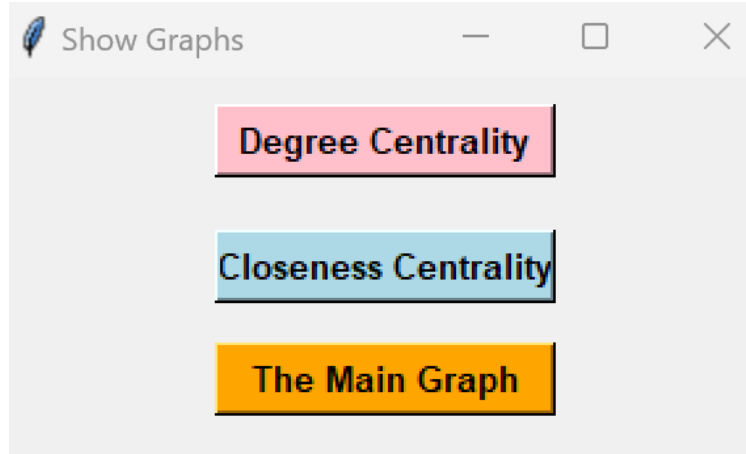 Show Graphs
Degree Centrality
Closeness Centrality
The Main Graph